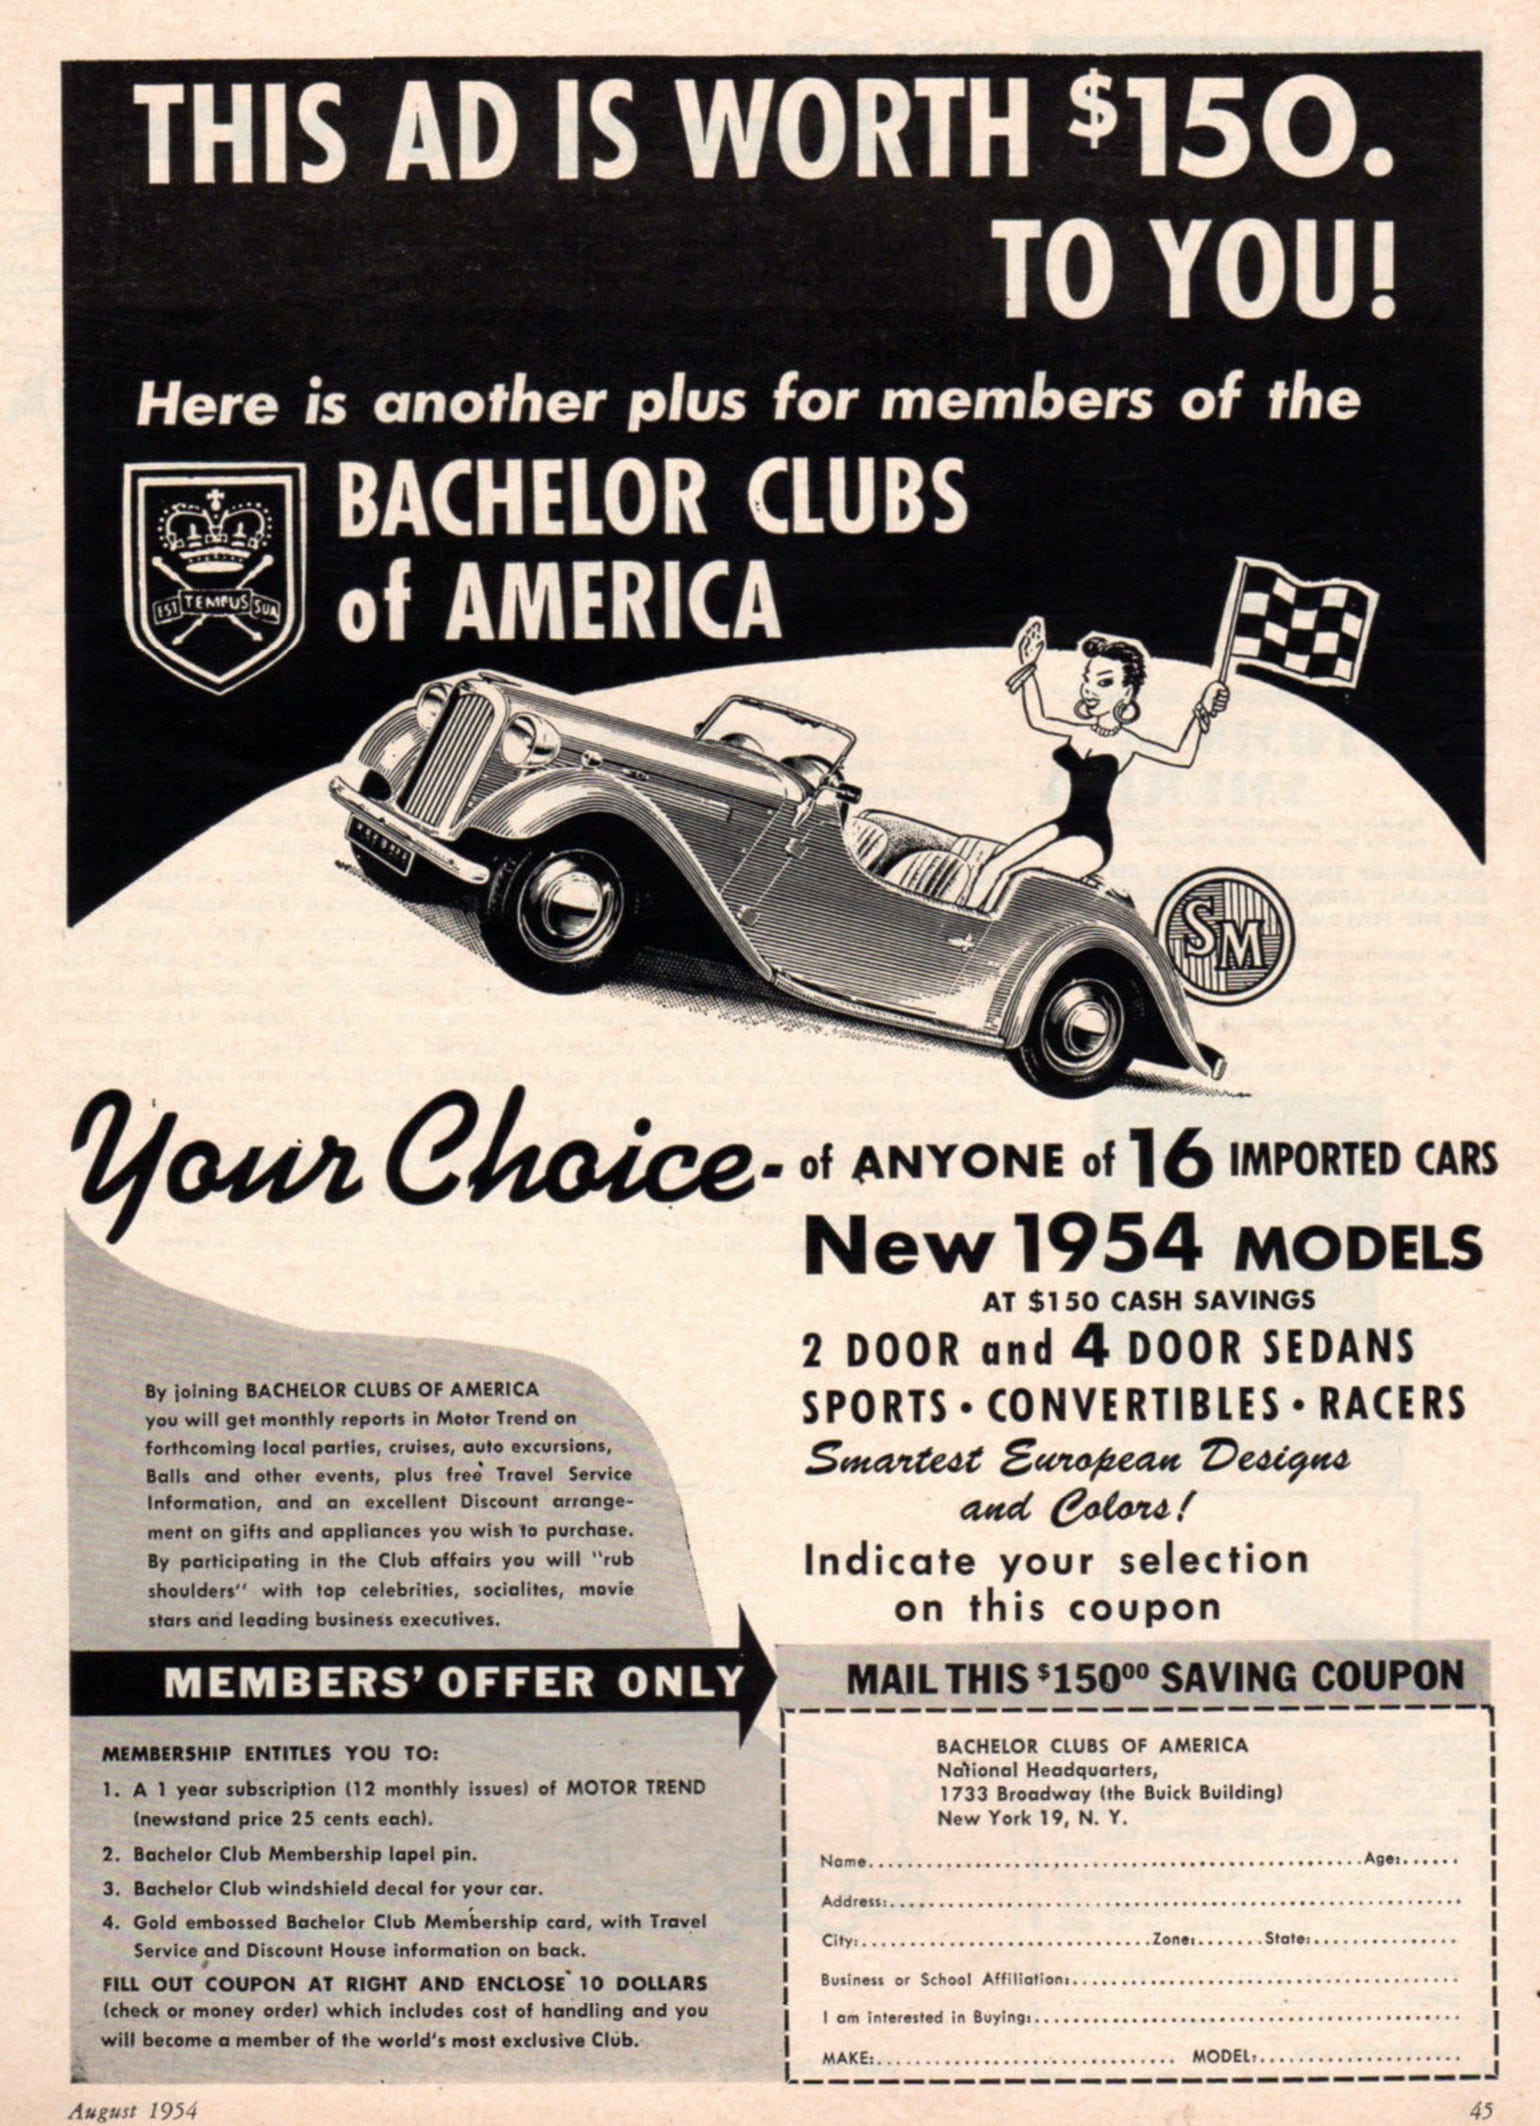 THIS AD IS WORTH $150.
TO YOU!
Here is another plus for members of the
BACHELOR CLUBS
of AMERICA
EST TEMPUS SUA
SM
Your Choice - of ANYONE of 16 IMPORTED CARS
New 1954 MODELS
AT $150 CASH SAVINGS
2 DOOR and 4 DOOR SEDANS
SPORTS • CONVERTIBLES • RACERS
Smartest European Designs
and Colors!
Indicate your selection
on this coupon
By joining BACHELOR CLUBS OF AMERICA
you will get monthly reports in Motor Trend on
forthcoming local parties, cruises, auto excursions,
Balls and other events, plus free Travel Service
Information, and an excellent Discount arrange-
ment on gifts and appliances you wish to purchase.
By participating in the Club affairs you will "rub
shoulders" with top celebrities, socialites, movie
stars and leading business executives.
MEMBERS' OFFER ONLY
MEMBERSHIP ENTITLES YOU TO:
1. A 1 year subscription (12 monthly issues) of MOTOR TREND
(newstand price 25 cents each).
2. Bachelor Club Membership lapel pin.
3. Bachelor Club windshield decal for your car.
4. Gold embossed Bachelor Club Membership card, with Travel
Service and Discount House information on back.
FILL OUT COUPON AT RIGHT AND ENCLOSE 10 DOLLARS
(check or money order) which includes cost of handling and you
will become a member of the world's most exclusive Club.
MAIL THIS $150.00 SAVING COUPON
BACHELOR CLUBS OF AMERICA
National Headquarters,
1733 Broadway (the Buick Building)
New York 19, N. Y.
Name............Age:......
Address:............
City:............Zone:.......State:............
Business or School Affiliation:............
I am interested in Buying:............
MAKE:............ MODEL:............
August 1954
45